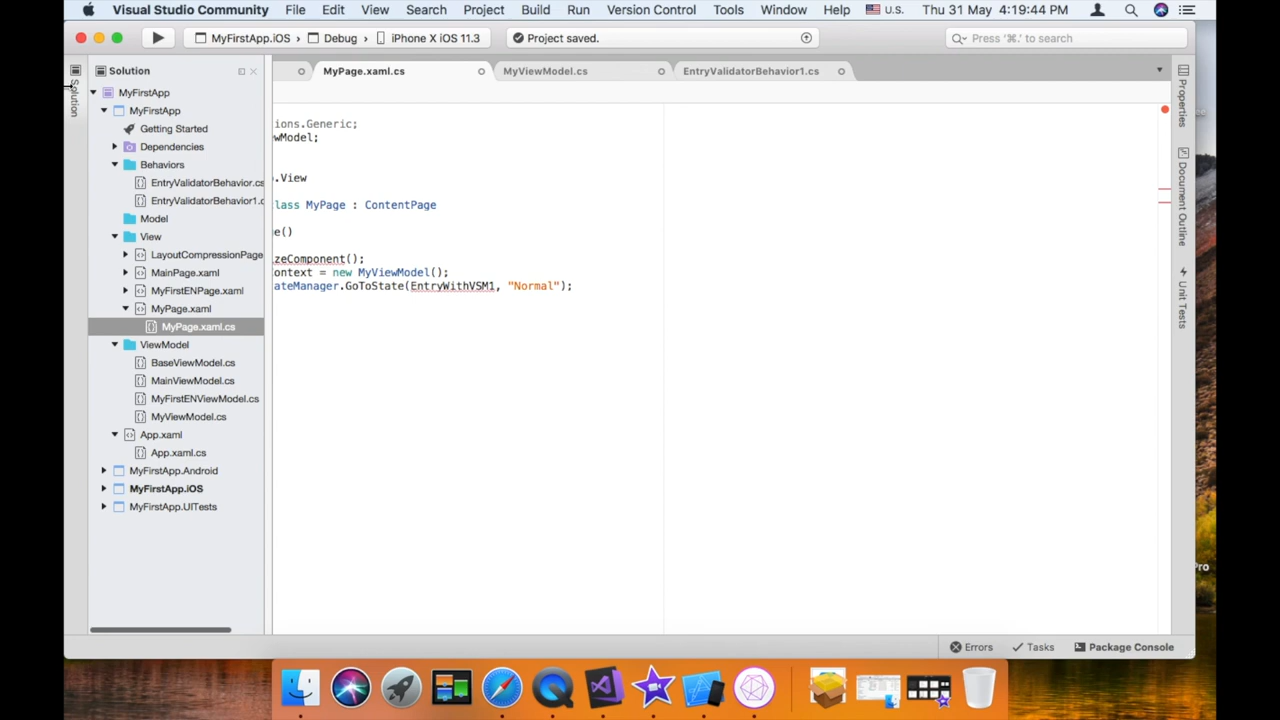 Visual Studio Community File Edit View Search Project Build Run Version Control Tools Window Help U.S. Thu 31 May 4:19:44 PM
MyFirstApp.iOS > Debug > iPhone X iOS 11.3 Project saved. Press '⌘.' to search
Solution
Solution
MyPage.xaml.cs MyViewModel.cs EntryValidatorBehavior1.cs
MyFirstApp
MyFirstApp
Getting Started
Dependencies
Behaviors
EntryValidatorBehavior.cs
EntryValidatorBehavior1.c
Model
View
LayoutCompressionPage
MainPage.xaml
MyFirstENPage.xaml
MyPage.xaml
MyPage.xaml.cs
ViewModel
BaseViewModel.cs
MainViewModel.cs
MyFirstENViewModel.cs
MyViewModel.cs
App.xaml
App.xaml.cs
MyFirstApp.Android
MyFirstApp.iOS
MyFirstApp.UITests
ions.Generic;
wModel;
.View
lass MyPage : ContentPage
e()
zeComponent();
ontext = new MyViewModel();
ateManager.GoToState(EntryWithVSM1, "Normal");
Properties
Document Outline
Unit Tests
Pro
Errors Tasks Package Console